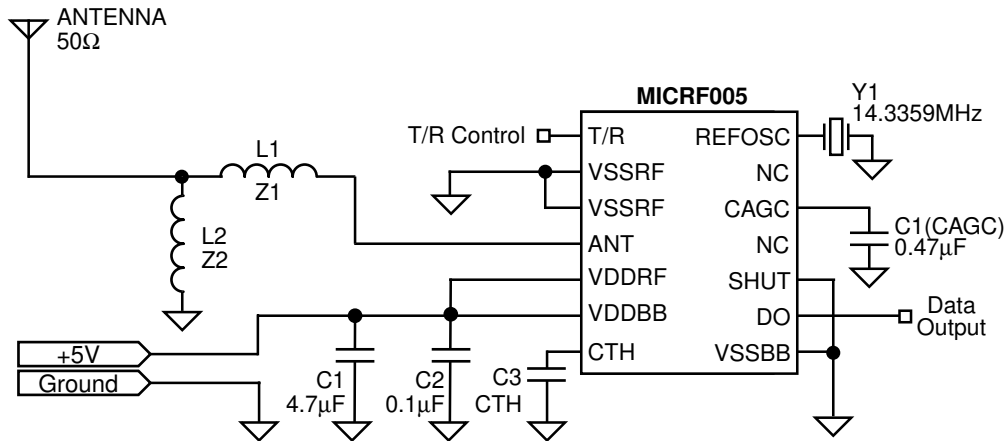 ANTENNA
50Ω
MICRF005
Y1
14.3359MHz
T/R Control
T/R
REFOSC
VSSRF
NC
VSSRF
CAGC
ANT
NC
VDDRF
SHUT
VDDBB
DO
CTH
VSSBB
L1
Z1
L2
Z2
C1(CAGC)
0.47µF
Data
Output
+5V
Ground
C1
4.7µF
C2
0.1µF
C3
CTH